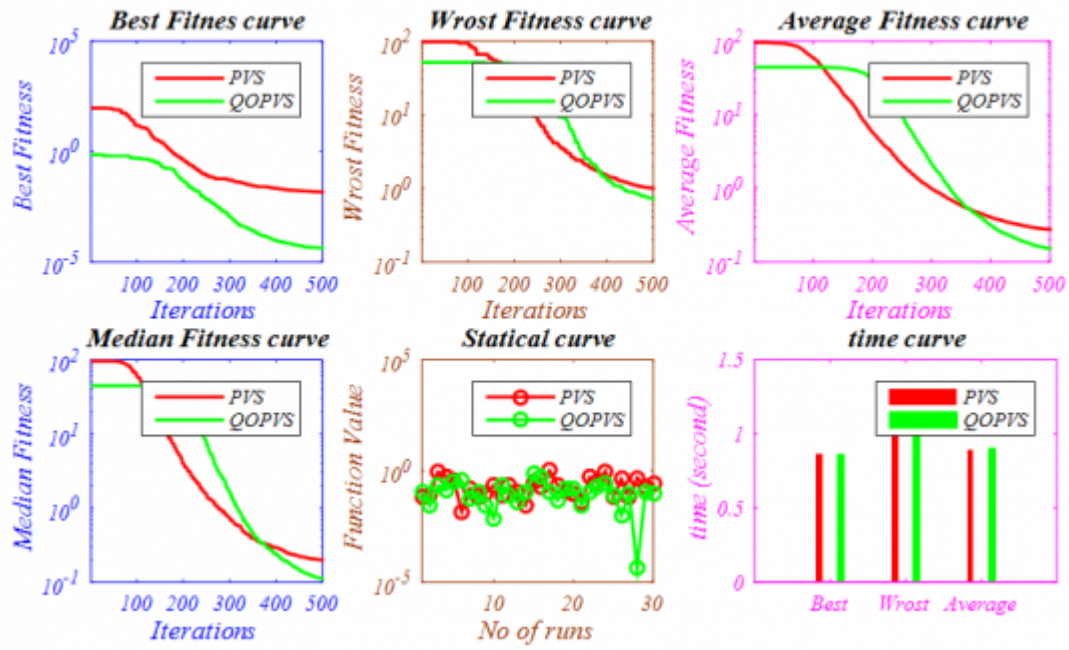 Best Fitnes curve
10^5
10^0
10^-5
Best Fitness
PVS
QOPVS
100 200 300 400 500
Iterations
Wrost Fitness curve
10^2
10^1
10^0
10^-1
Wrost Fitness
PVS
QOPVS
100 200 300 400 500
Iterations
Average Fitness curve
10^2
10^1
10^0
10^-1
Average Fitness
PVS
QOPVS
100 200 300 400 500
Iterations
Median Fitness curve
10^2
10^1
10^0
10^-1
Median Fitness
PVS
QOPVS
100 200 300 400 500
Iterations
Statical curve
10^5
10^0
10^-5
Function Value
PVS
QOPVS
10 20 30
No of runs
time curve
1.5
1
0.5
0
time (second)
PVS
QOPVS
Best Wrost Average